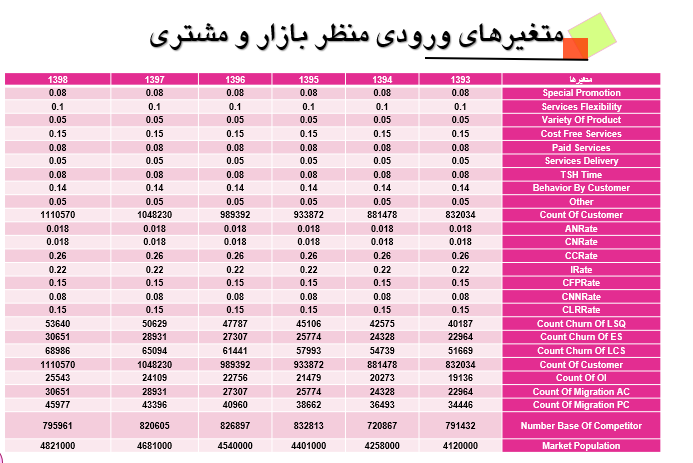 متغیرهای ورودی منظر بازار و مشتری
1398 1397 1396 1395 1394 1393 متغیرها
0.08 0.08 0.08 0.08 0.08 0.08 Special Promotion
0.1 0.1 0.1 0.1 0.1 0.1 Services Flexibility
0.05 0.05 0.05 0.05 0.05 0.05 Variety Of Product
0.15 0.15 0.15 0.15 0.15 0.15 Cost Free Services
0.08 0.08 0.08 0.08 0.08 0.08 Paid Services
0.05 0.05 0.05 0.05 0.05 0.05 Services Delivery
0.08 0.08 0.08 0.08 0.08 0.08 TSH Time
0.14 0.14 0.14 0.14 0.14 0.14 Behavior By Customer
0.05 0.05 0.05 0.05 0.05 0.05 Other
1110570 1048230 989392 933872 881478 832034 Count Of Customer
0.018 0.018 0.018 0.018 0.018 0.018 ANRate
0.018 0.018 0.018 0.018 0.018 0.018 CNRate
0.26 0.26 0.26 0.26 0.26 0.26 CCRate
0.22 0.22 0.22 0.22 0.22 0.22 IRate
0.15 0.15 0.15 0.15 0.15 0.15 CFPRate
0.08 0.08 0.08 0.08 0.08 0.08 CNNRate
0.15 0.15 0.15 0.15 0.15 0.15 CLRRate
53640 50629 47787 45106 42575 40187 Count Churn Of LSQ
30651 28931 27307 25774 24328 22964 Count Churn Of ES
68986 65094 61441 57993 54739 51669 Count Churn Of LCS
1110570 1048230 989392 933872 881478 832034 Count Of Customer
25543 24109 22756 21479 20273 19136 Count Of OI
30651 28931 27307 25774 24328 22964 Count Of Migration AC
45977 43396 40960 38662 36493 34446 Count Of Migration PC
795961 820605 826897 832813 720867 791432 Number Base Of Competitor
4821000 4681000 4540000 4401000 4258000 4120000 Market Population